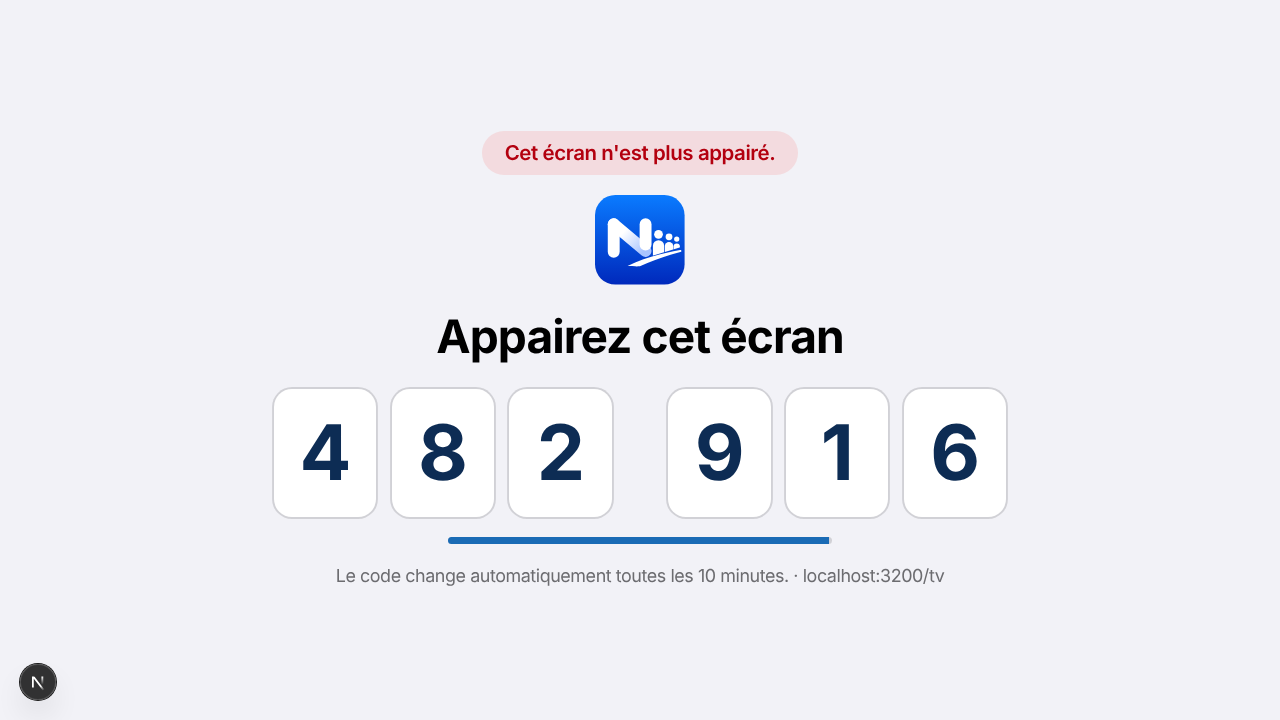 Cet écran n'est plus appairé.
N
Appairez cet écran
4 8 2 9 1 6
Le code change automatiquement toutes les 10 minutes. · localhost:3200/tv
N